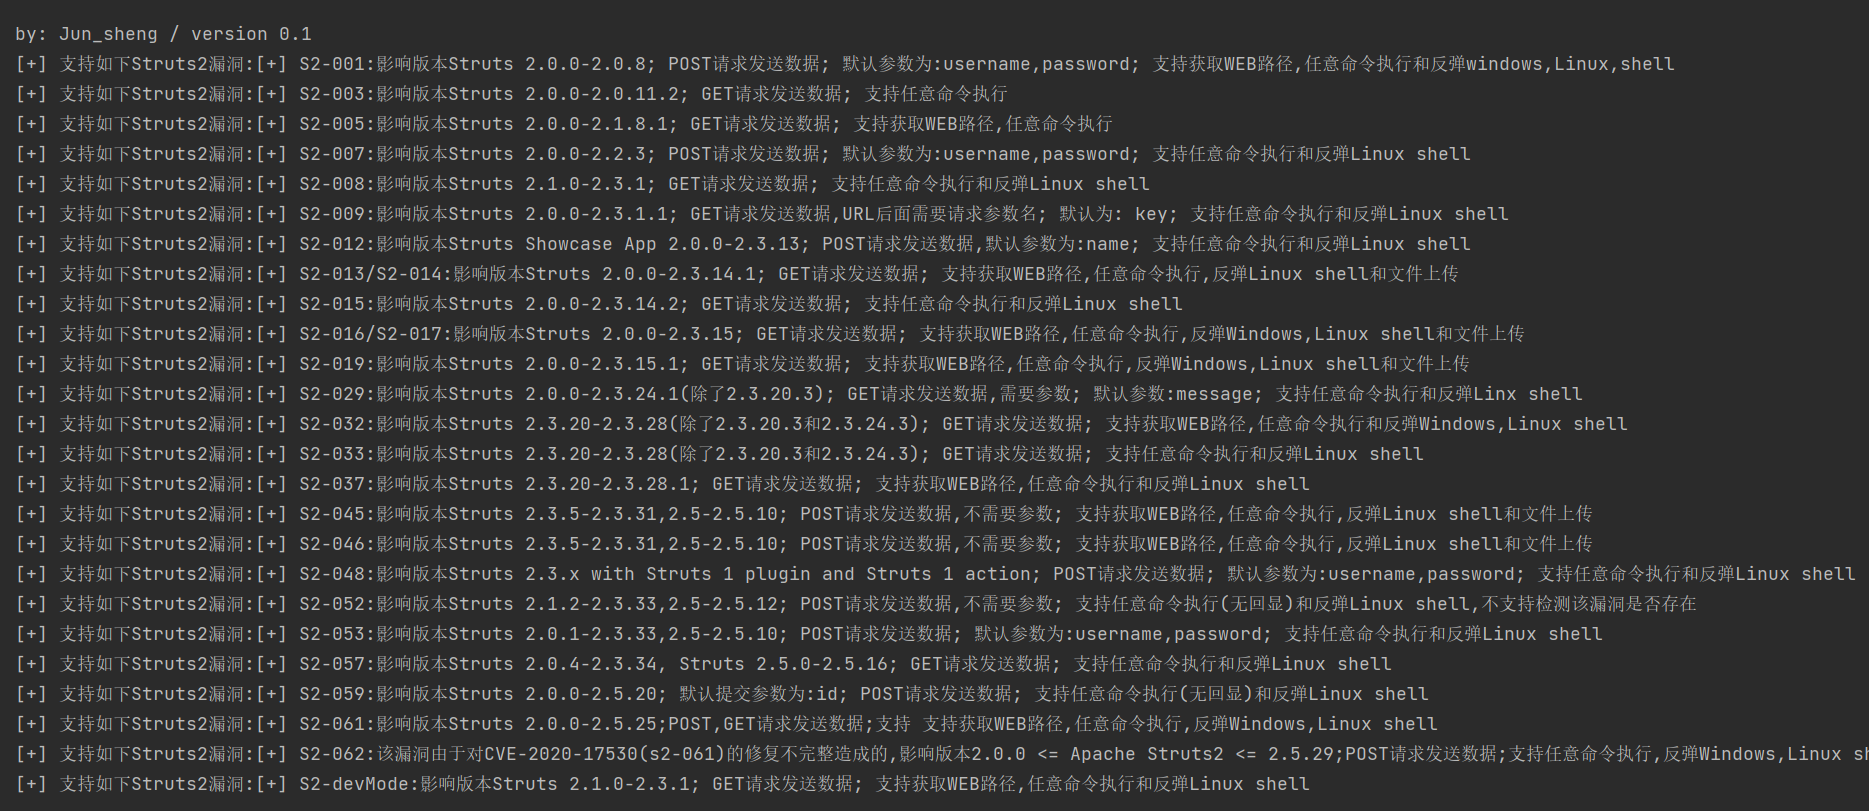 by: Jun_sheng / version 0.1
[+] 支持如下Struts2漏洞:[+] S2-001:影响版本Struts 2.0.0-2.0.8; POST请求发送数据; 默认参数为:username,password; 支持获取WEB路径,任意命令执行和反弹windows,Linux,shell
[+] 支持如下Struts2漏洞:[+] S2-003:影响版本Struts 2.0.0-2.0.11.2; GET请求发送数据; 支持任意命令执行
[+] 支持如下Struts2漏洞:[+] S2-005:影响版本Struts 2.0.0-2.1.8.1; GET请求发送数据; 支持获取WEB路径,任意命令执行
[+] 支持如下Struts2漏洞:[+] S2-007:影响版本Struts 2.0.0-2.2.3; POST请求发送数据; 默认参数为:username,password; 支持任意命令执行和反弹Linux shell
[+] 支持如下Struts2漏洞:[+] S2-008:影响版本Struts 2.1.0-2.3.1; GET请求发送数据; 支持任意命令执行和反弹Linux shell
[+] 支持如下Struts2漏洞:[+] S2-009:影响版本Struts 2.0.0-2.3.1.1; GET请求发送数据,URL后面需要请求参数名; 默认为: key; 支持任意命令执行和反弹Linux shell
[+] 支持如下Struts2漏洞:[+] S2-012:影响版本Struts Showcase App 2.0.0-2.3.13; POST请求发送数据,默认参数为:name; 支持任意命令执行和反弹Linux shell
[+] 支持如下Struts2漏洞:[+] S2-013/S2-014:影响版本Struts 2.0.0-2.3.14.1; GET请求发送数据; 支持获取WEB路径,任意命令执行,反弹Linux shell和文件上传
[+] 支持如下Struts2漏洞:[+] S2-015:影响版本Struts 2.0.0-2.3.14.2; GET请求发送数据; 支持任意命令执行和反弹Linux shell
[+] 支持如下Struts2漏洞:[+] S2-016/S2-017:影响版本Struts 2.0.0-2.3.15; GET请求发送数据; 支持获取WEB路径,任意命令执行,反弹Windows,Linux shell和文件上传
[+] 支持如下Struts2漏洞:[+] S2-019:影响版本Struts 2.0.0-2.3.15.1; GET请求发送数据; 支持获取WEB路径,任意命令执行,反弹Windows,Linux shell和文件上传
[+] 支持如下Struts2漏洞:[+] S2-029:影响版本Struts 2.0.0-2.3.24.1(除了2.3.20.3); GET请求发送数据,需要参数; 默认参数:message; 支持任意命令执行和反弹Linx shell
[+] 支持如下Struts2漏洞:[+] S2-032:影响版本Struts 2.3.20-2.3.28(除了2.3.20.3和2.3.24.3); GET请求发送数据; 支持获取WEB路径,任意命令执行和反弹Windows,Linux shell
[+] 支持如下Struts2漏洞:[+] S2-033:影响版本Struts 2.3.20-2.3.28(除了2.3.20.3和2.3.24.3); GET请求发送数据; 支持任意命令执行和反弹Linux shell
[+] 支持如下Struts2漏洞:[+] S2-037:影响版本Struts 2.3.20-2.3.28.1; GET请求发送数据; 支持获取WEB路径,任意命令执行和反弹Linux shell
[+] 支持如下Struts2漏洞:[+] S2-045:影响版本Struts 2.3.5-2.3.31,2.5-2.5.10; POST请求发送数据,不需要参数; 支持获取WEB路径,任意命令执行,反弹Linux shell和文件上传
[+] 支持如下Struts2漏洞:[+] S2-046:影响版本Struts 2.3.5-2.3.31,2.5-2.5.10; POST请求发送数据,不需要参数; 支持获取WEB路径,任意命令执行,反弹Linux shell和文件上传
[+] 支持如下Struts2漏洞:[+] S2-048:影响版本Struts 2.3.x with Struts 1 plugin and Struts 1 action; POST请求发送数据; 默认参数为:username,password; 支持任意命令执行和反弹Linux shell
[+] 支持如下Struts2漏洞:[+] S2-052:影响版本Struts 2.1.2-2.3.33,2.5-2.5.12; POST请求发送数据,不需要参数; 支持任意命令执行(无回显)和反弹Linux shell,不支持检测该漏洞是否存在
[+] 支持如下Struts2漏洞:[+] S2-053:影响版本Struts 2.0.1-2.3.33,2.5-2.5.10; POST请求发送数据; 默认参数为:username,password; 支持任意命令执行和反弹Linux shell
[+] 支持如下Struts2漏洞:[+] S2-057:影响版本Struts 2.0.4-2.3.34, Struts 2.5.0-2.5.16; GET请求发送数据; 支持任意命令执行和反弹Linux shell
[+] 支持如下Struts2漏洞:[+] S2-059:影响版本Struts 2.0.0-2.5.20; 默认提交参数为:id; POST请求发送数据; 支持任意命令执行(无回显)和反弹Linux shell
[+] 支持如下Struts2漏洞:[+] S2-061:影响版本Struts 2.0.0-2.5.25;POST,GET请求发送数据;支持 支持获取WEB路径,任意命令执行,反弹Windows,Linux shell
[+] 支持如下Struts2漏洞:[+] S2-062:该漏洞由于对CVE-2020-17530(s2-061)的修复不完整造成的,影响版本2.0.0 <= Apache Struts2 <= 2.5.29;POST请求发送数据;支持任意命令执行,反弹Windows,Linux
[+] 支持如下Struts2漏洞:[+] S2-devMode:影响版本Struts 2.1.0-2.3.1; GET请求发送数据; 支持获取WEB路径,任意命令执行和反弹Linux shell